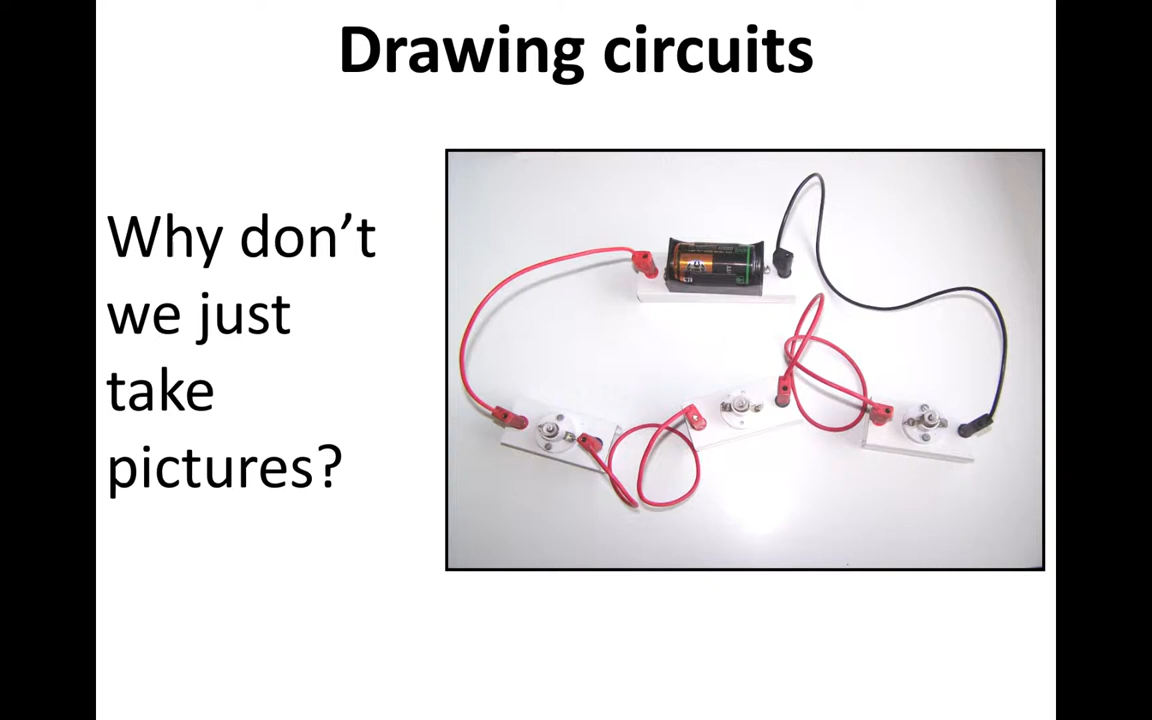 Drawing circuits
Why don’t
we just
take
pictures?